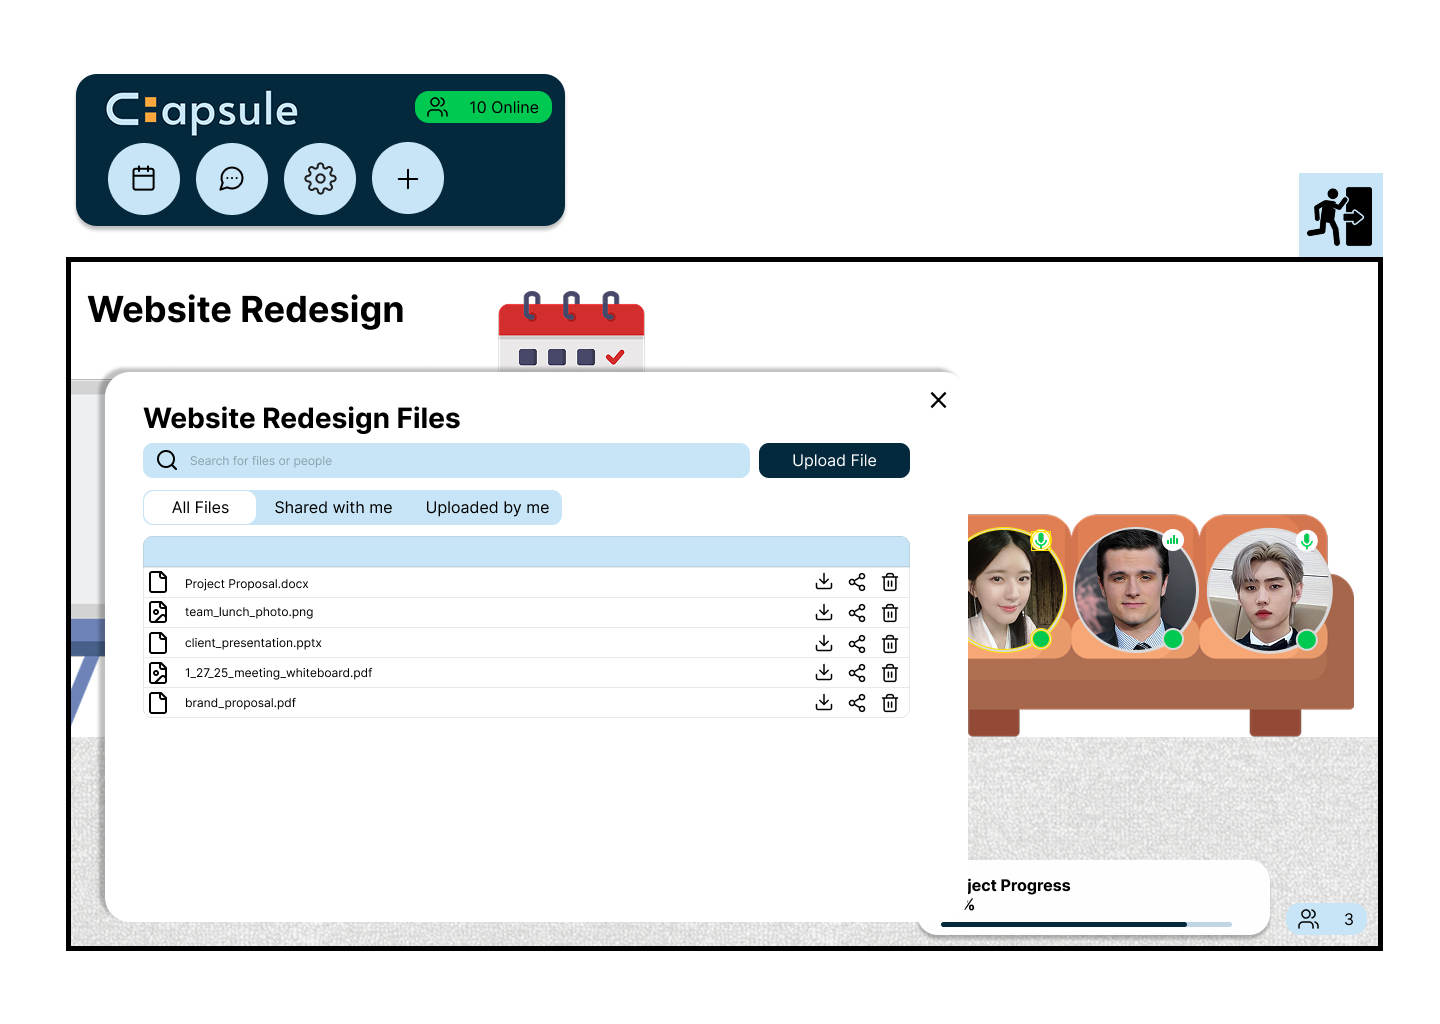 C:apsule
10 Online
Website Redesign
Website Redesign Files
Search for files or people
Upload File
All Files
Shared with me
Uploaded by me
Project Proposal.docx
team_lunch_photo.png
client_presentation.pptx
1_27_25_meeting_whiteboard.pdf
brand_proposal.pdf
ject Progress
%
3